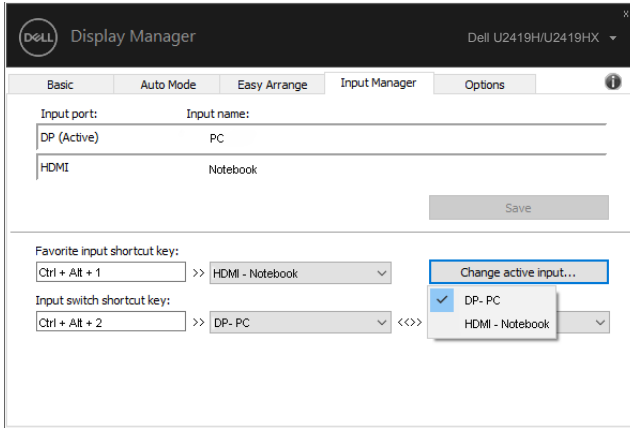 x
DELL Display Manager Dell U2419H/U2419HX
Basic Auto Mode Easy Arrange Input Manager Options i
Input port: Input name:
DP (Active) PC
HDMI Notebook
Save
Favorite input shortcut key:
Ctrl + Alt + 1 >> HDMI - Notebook Change active input...
Input switch shortcut key:
DP- PC
Ctrl + Alt + 2 >> DP- PC <<>>
HDMI - Notebook